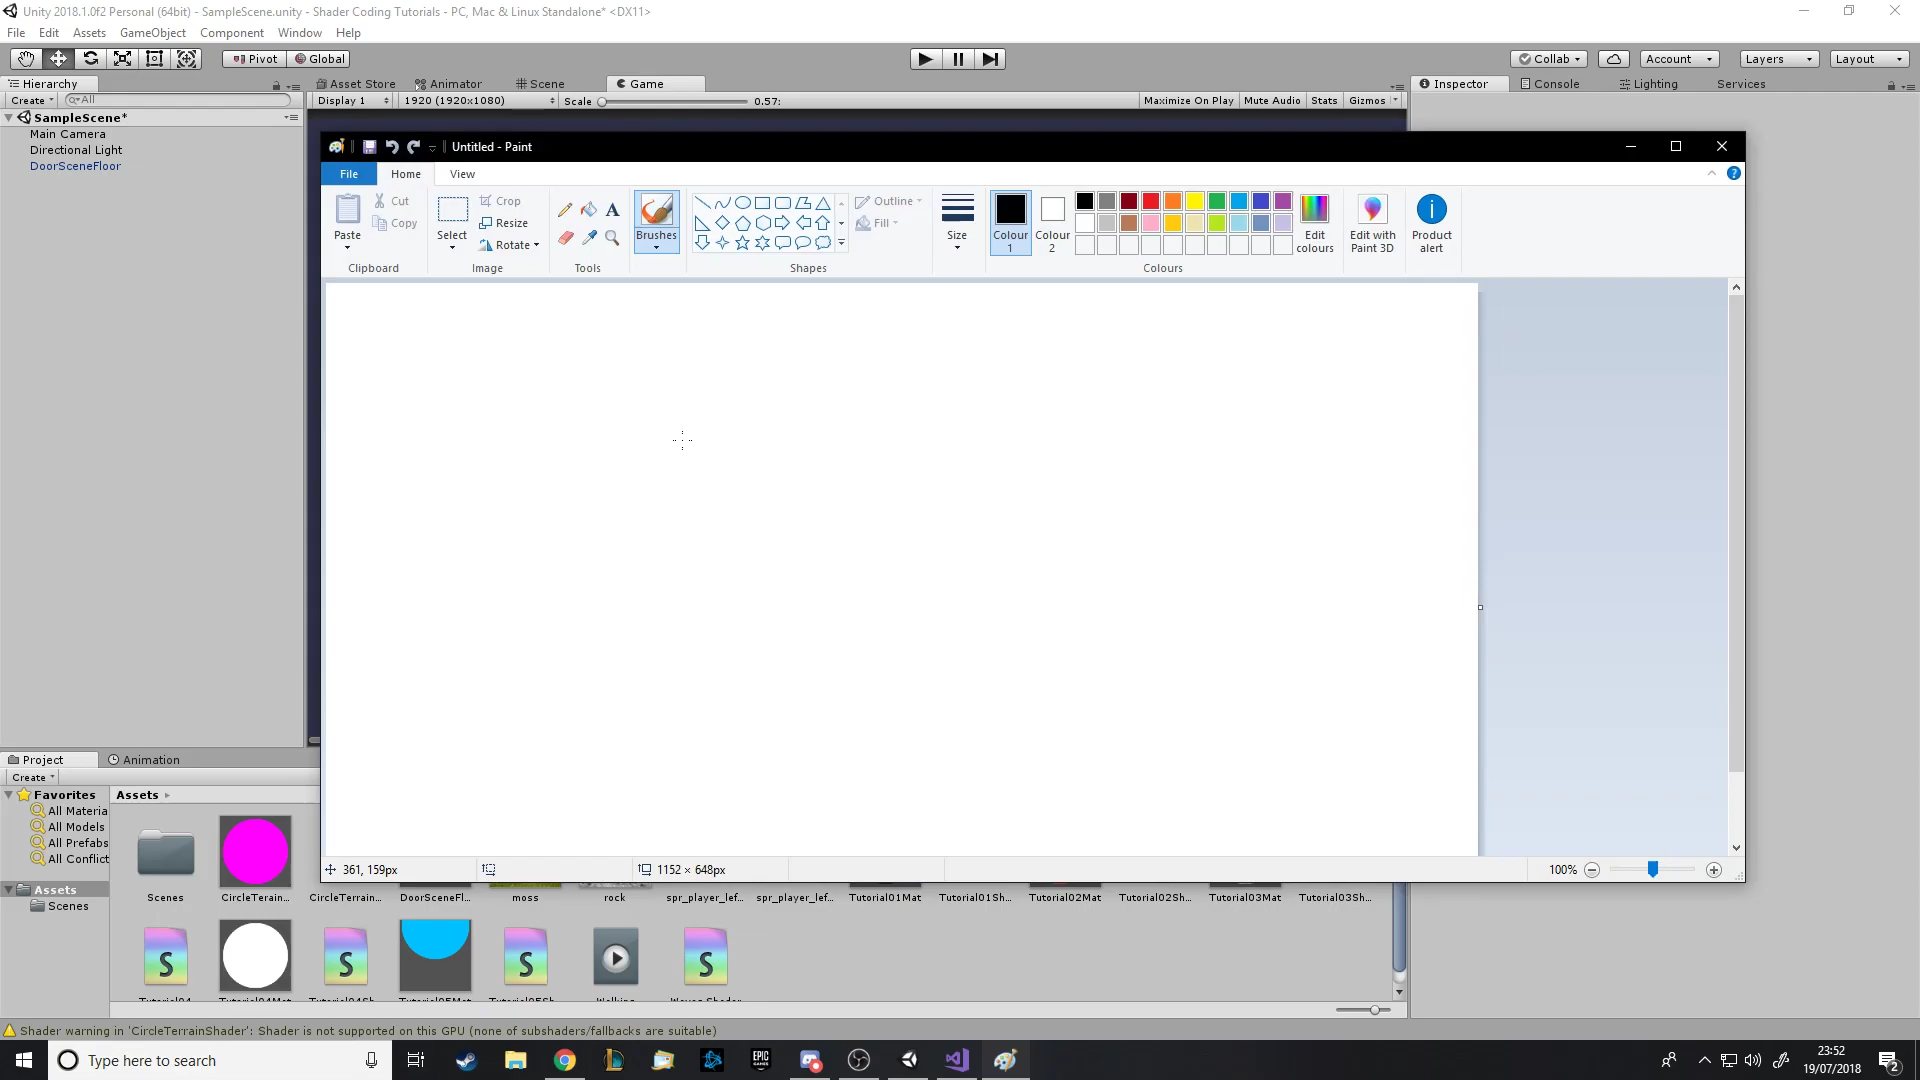 Unity 2018.1.0f2 Personal (64bit) - SampleScene.unity - Shader Coding Tutorials - PC, Mac & Linux Standalone* <DX11>
File Edit Assets GameObject Component Window Help
Pivot Global Collab Account Layers Layout
Hierarchy Asset Store Animator Scene Game Inspector Console Lighting Services
Create All Display 1 1920 (1920x1080) Scale 0.57: Maximize On Play Mute Audio Stats Gizmos
SampleScene*
Main Camera
Directional Light
DoorSceneFloor
Untitled - Paint
File Home View
Paste Cut Copy
Clipboard
Select Crop Resize Rotate
Image
Tools
Brushes
Outline Fill
Shapes
Size
Colour 1
Colour 2
Edit colours
Colours
Edit with Paint 3D
Product alert
361, 159px 1152 × 648px 100%
Project Animation
Create
Favorites
All Materia
All Models
All Prefabs
All Conflict
Assets
Scenes
Assets
Scenes CircleTerrain... CircleTerrain... DoorSceneFl... moss rock spr_player_lef... spr_player_lef... Tutorial01Mat Tutorial01Sh... Tutorial02Mat Tutorial02Sh... Tutorial03Mat Tutorial03Sh...
Shader warning in 'CircleTerrainShader': Shader is not supported on this GPU (none of subshaders/fallbacks are suitable)
Type here to search
EPIC GAMES
23:52
19/07/2018
2